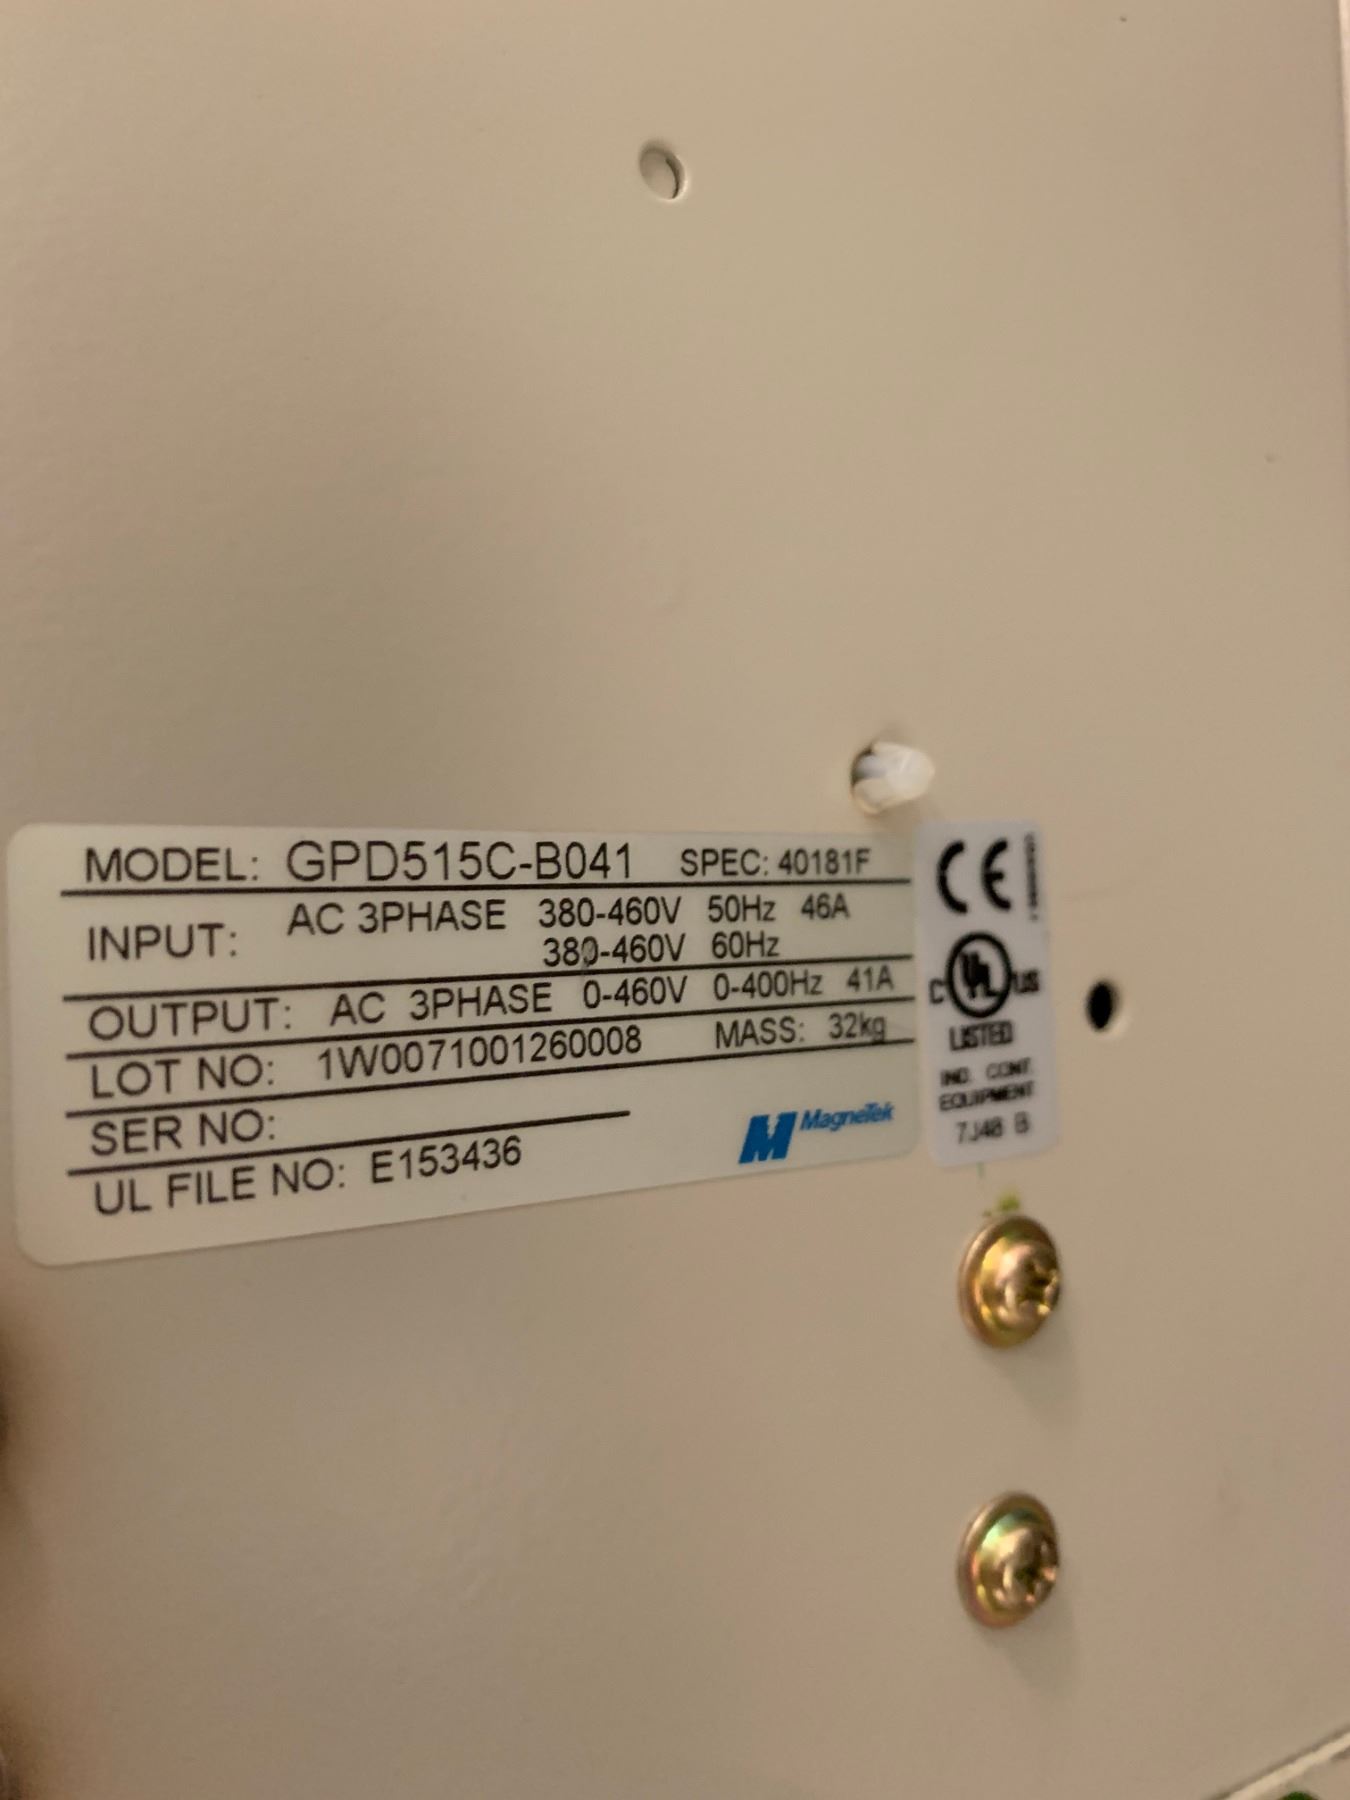 MODEL: GPD515C-B041 SPEC: 40181F
INPUT: AC 3PHASE 380-460V 50Hz 46A
380-460V 60Hz
OUTPUT: AC 3PHASE 0-460V 0-400Hz 41A
LOT NO: 1W0071001260008 MASS: 32kg
SER NO:
UL FILE NO: E153436
MagneTek
CE
C UL US
LISTED
IND. CONT.
EQUIPMENT
7J48 B